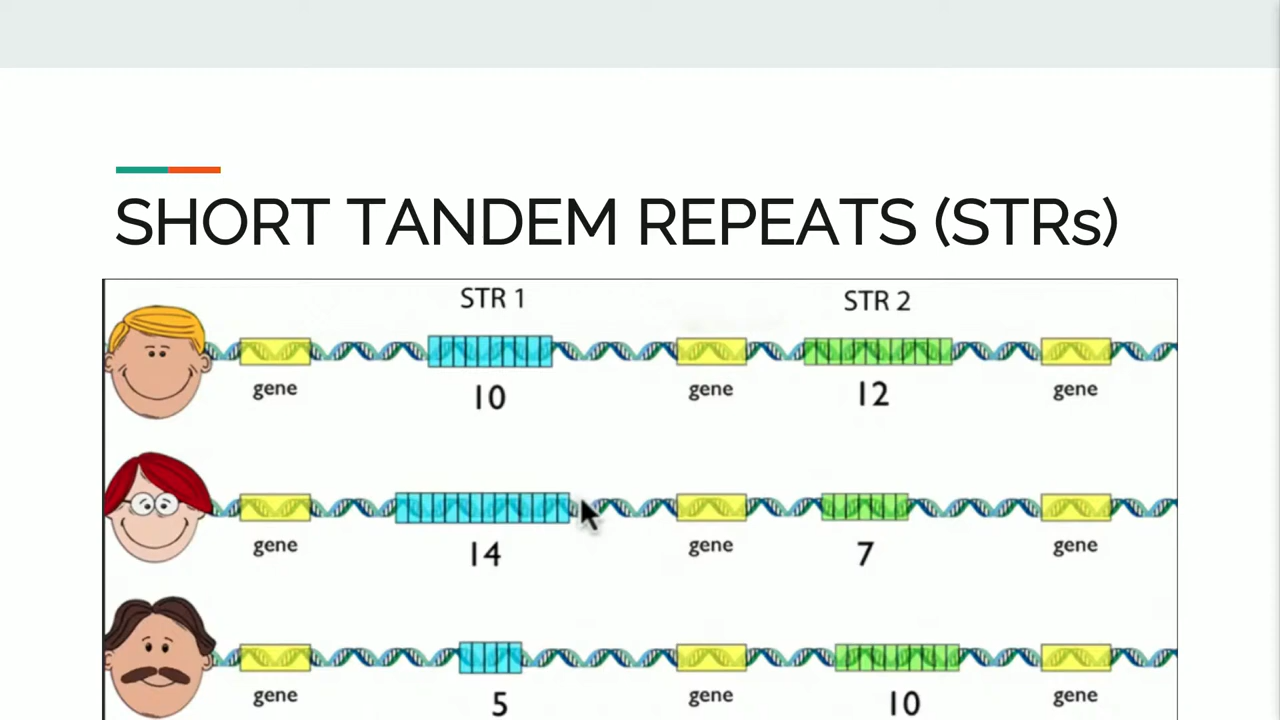 SHORT TANDEM REPEATS (STRs)
STR 1 STR 2
gene 10 gene 12 gene
gene 14 gene 7 gene
gene 5 gene 10 gene